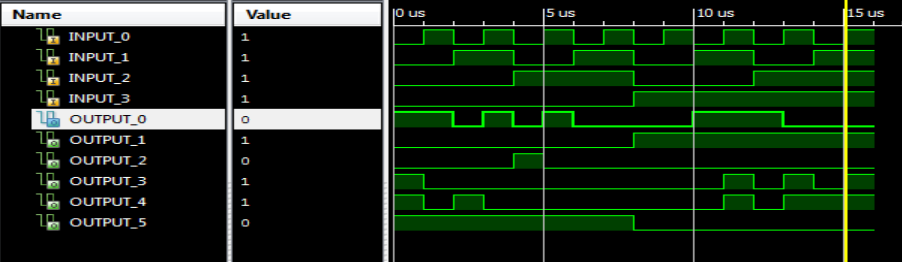 Name Value 0 us 5 us 10 us 15 us
INPUT_0 1
INPUT_1 1
INPUT_2 1
INPUT_3 1
OUTPUT_0 0
OUTPUT_1 1
OUTPUT_2 0
OUTPUT_3 1
OUTPUT_4 1
OUTPUT_5 0